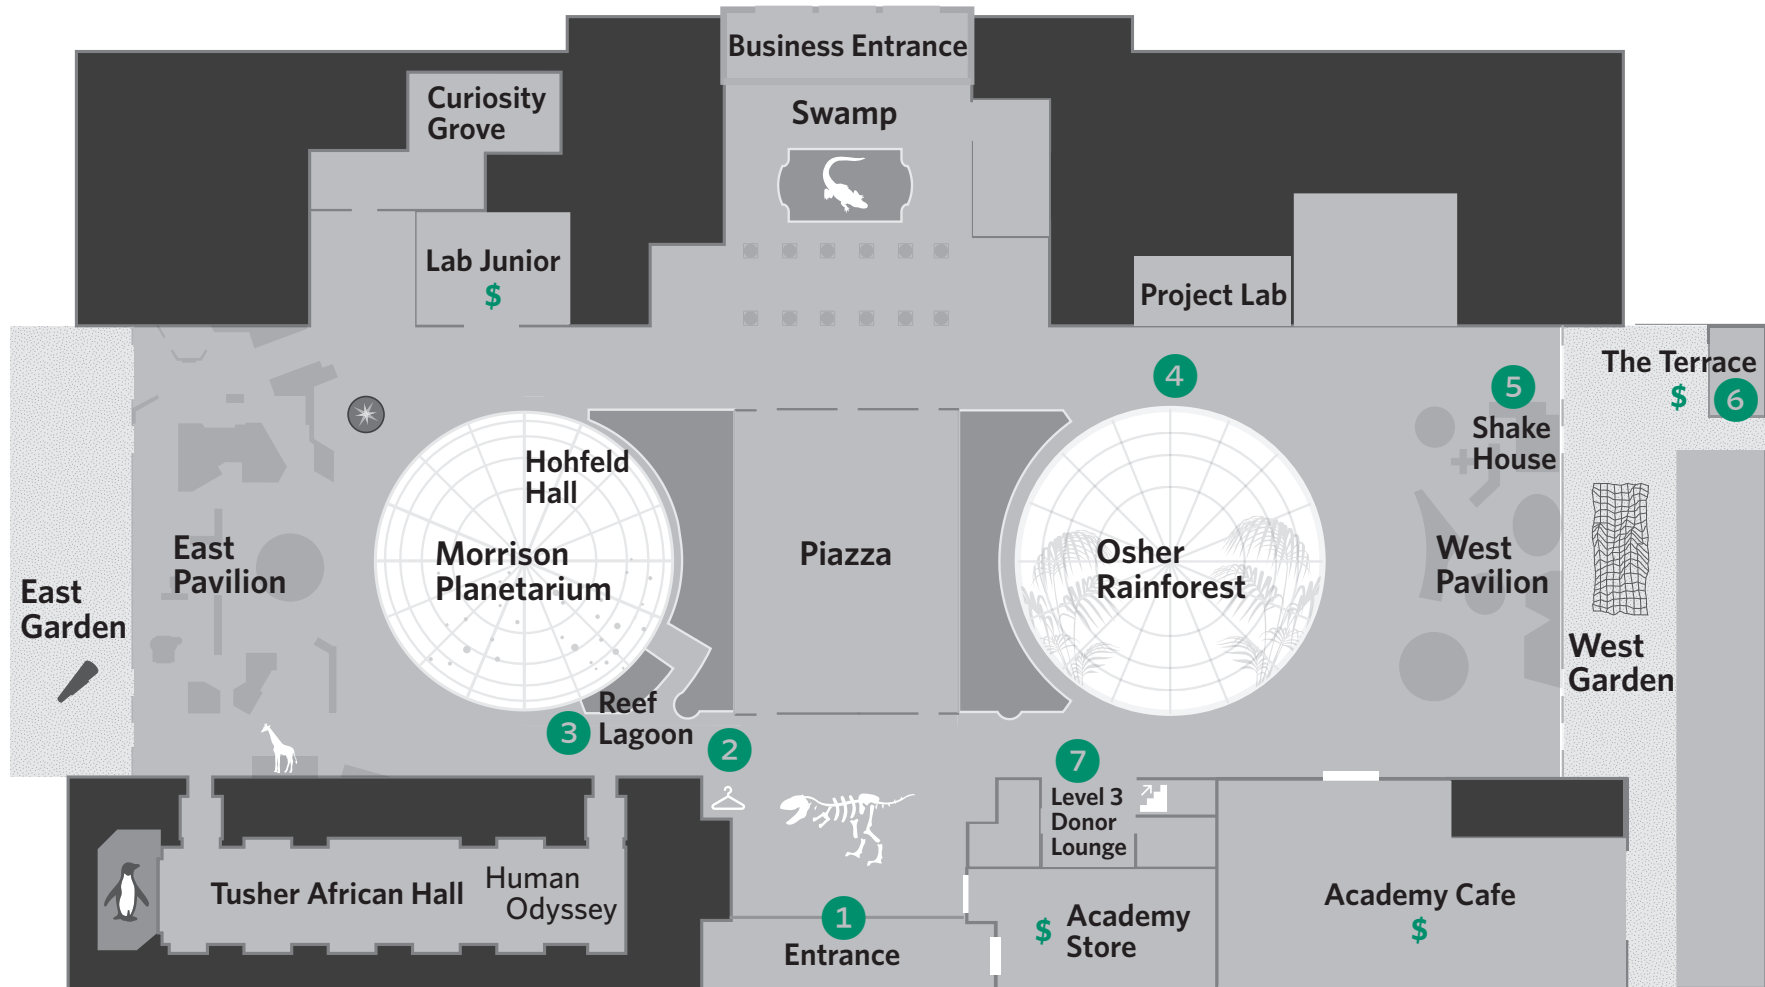 Business Entrance
Curiosity
Grove
Swamp
Lab Junior
$
Project Lab
4
5
The Terrace
$
6
Shake
House
Hohfeld
Hall
East
Pavilion
Morrison
Planetarium
Piazza
Osher
Rainforest
West
Pavilion
East
Garden
West
Garden
3
Reef
Lagoon
2
7
Level 3
Donor
Lounge
Tusher African Hall
Human
Odyssey
1
Entrance
$
Academy
Store
Academy Cafe
$